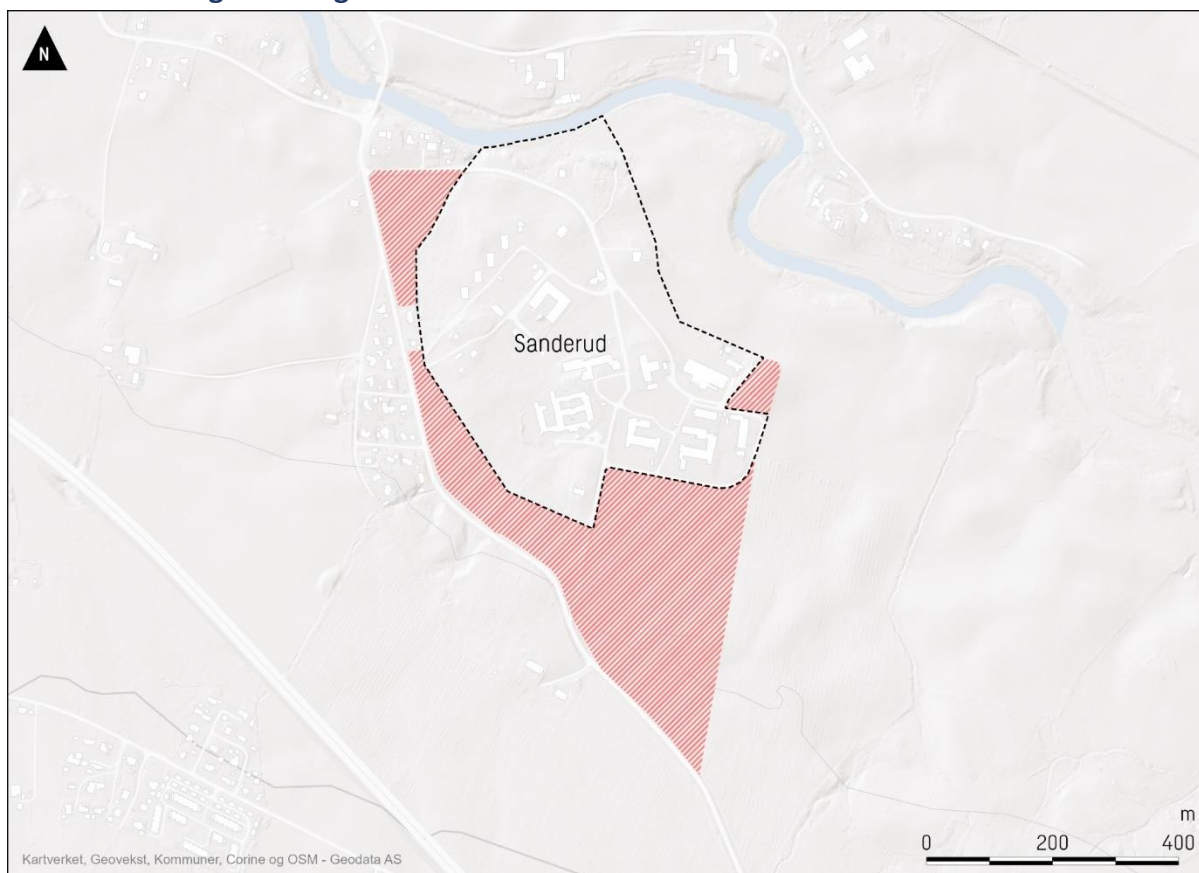 N
Sanderud
m
0 200 400
Kartverket, Geovekst, Kommuner, Corine og OSM - Geodata AS